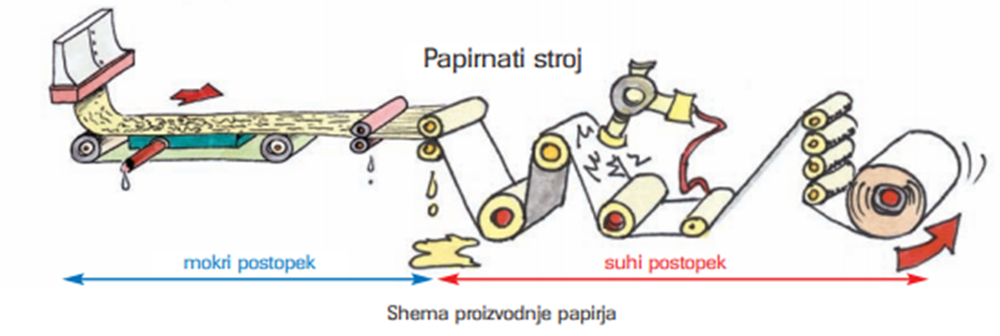 Papirnati stroj
mokri postopek
suhi postopek
Shema proizvodnje papirja